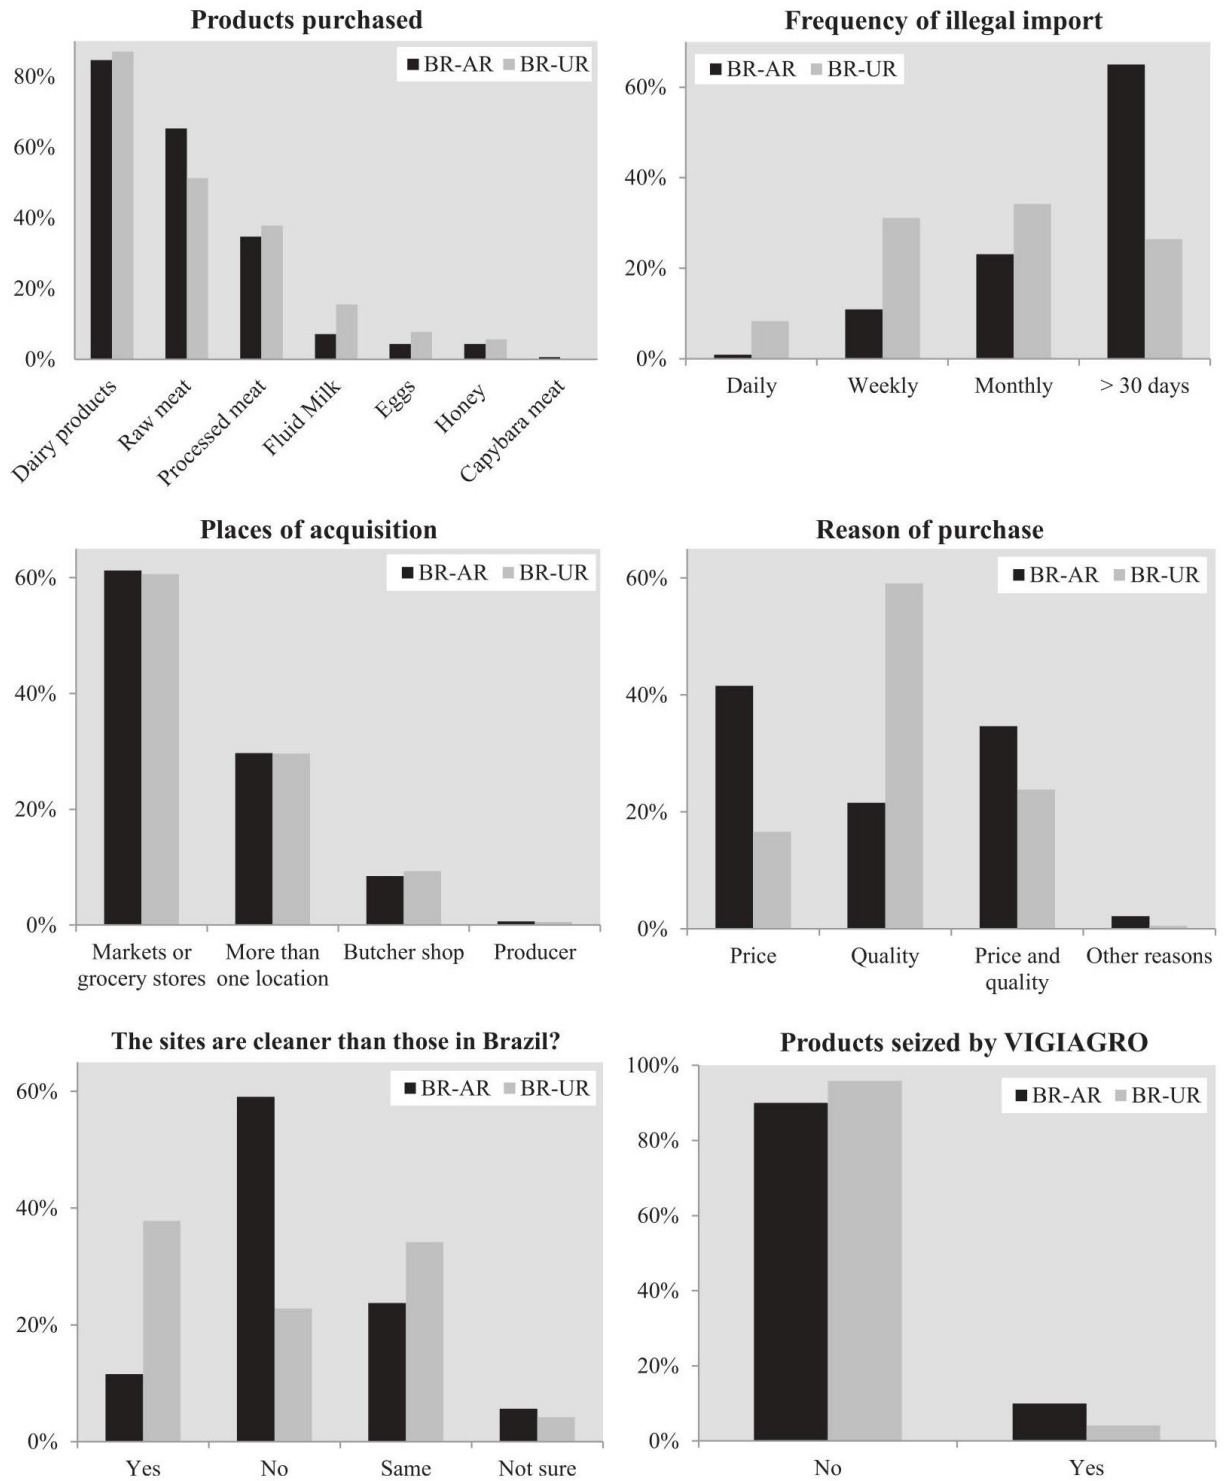 Products purchased
BR-AR BR-UR
80%
60%
40%
20%
0%
Dairy products
Raw meat
Processed meat
Fluid Milk
Eggs
Honey
Capybara meat
Frequency of illegal import
BR-AR BR-UR
60%
40%
20%
0%
Daily Weekly Monthly > 30 days
Places of acquisition
BR-AR BR-UR
60%
40%
20%
0%
Markets or
grocery stores
More than
one location
Butcher shop
Producer
Reason of purchase
BR-AR BR-UR
60%
40%
20%
0%
Price
Quality
Price and
quality
Other reasons
The sites are cleaner than those in Brazil?
BR-AR BR-UR
60%
40%
20%
0%
Yes No Same Not sure
Products seized by VIGIAGRO
BR-AR BR-UR
100%
80%
60%
40%
20%
0%
No Yes